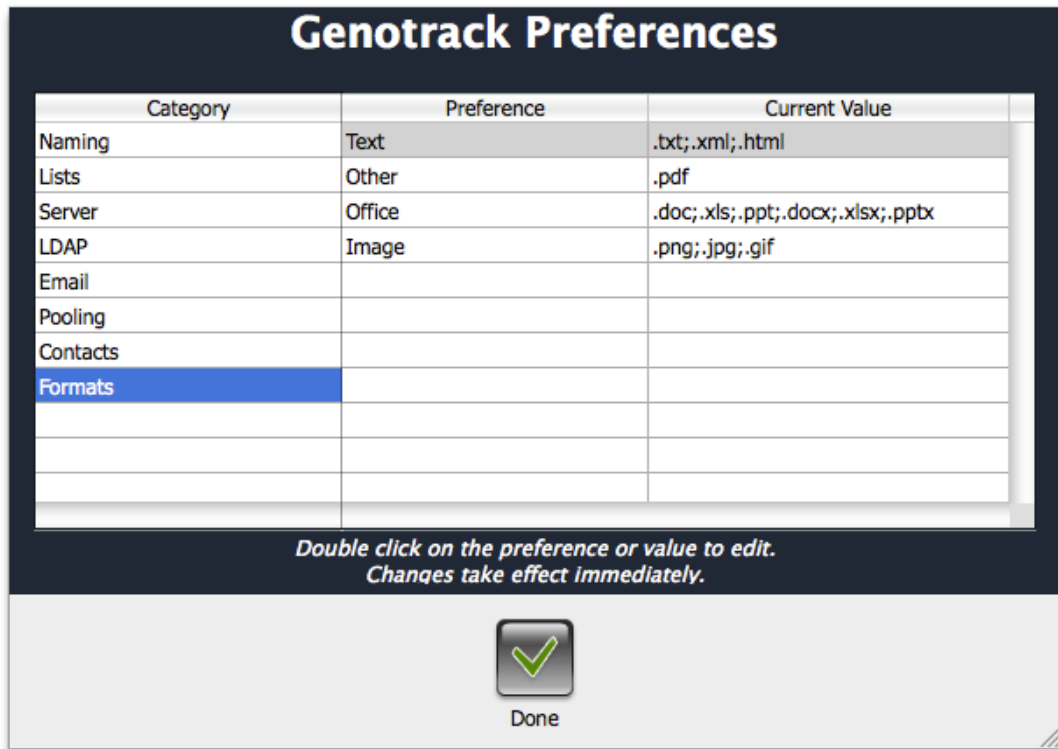 Genotrack Preferences
Category Preference Current Value
Naming Text .txt;.xml;.html
Lists Other .pdf
Server Office .doc;.xls;.ppt;.docx;.xlsx;.pptx
LDAP Image .png;.jpg;.gif
Email
Pooling
Contacts
Formats
Double click on the preference or value to edit.
Changes take effect immediately.
Done